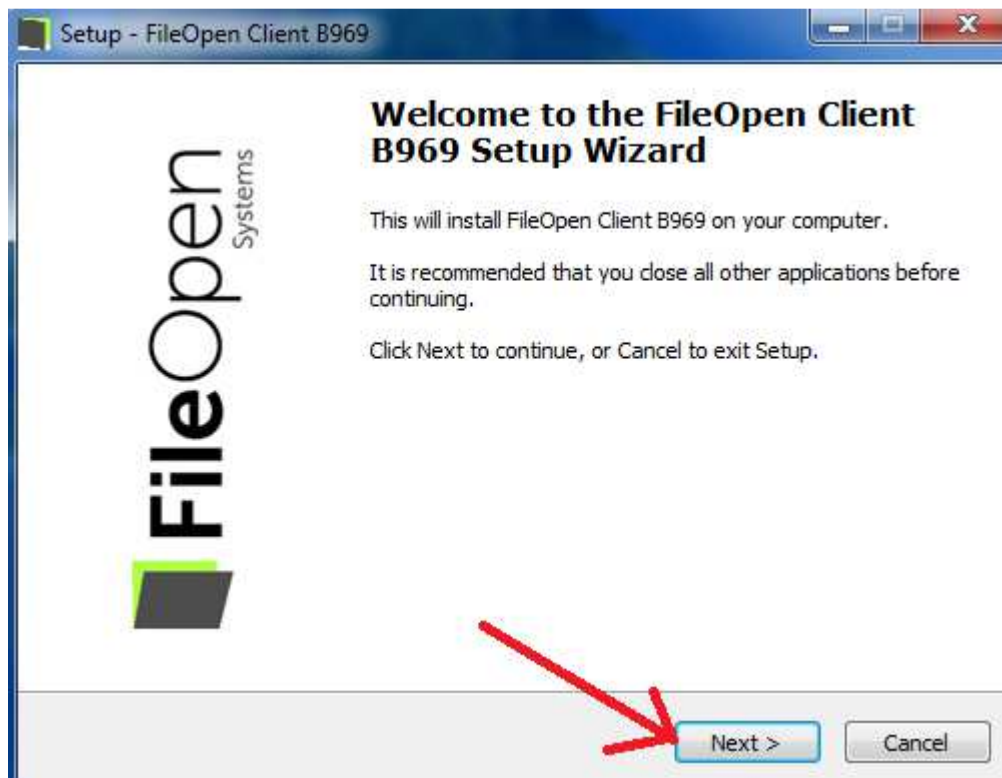 Setup - FileOpen Client B969
Welcome to the FileOpen Client
B969 Setup Wizard
This will install FileOpen Client B969 on your computer.
It is recommended that you close all other applications before
continuing.
Click Next to continue, or Cancel to exit Setup.
FileOpen
Systems
Next >
Cancel